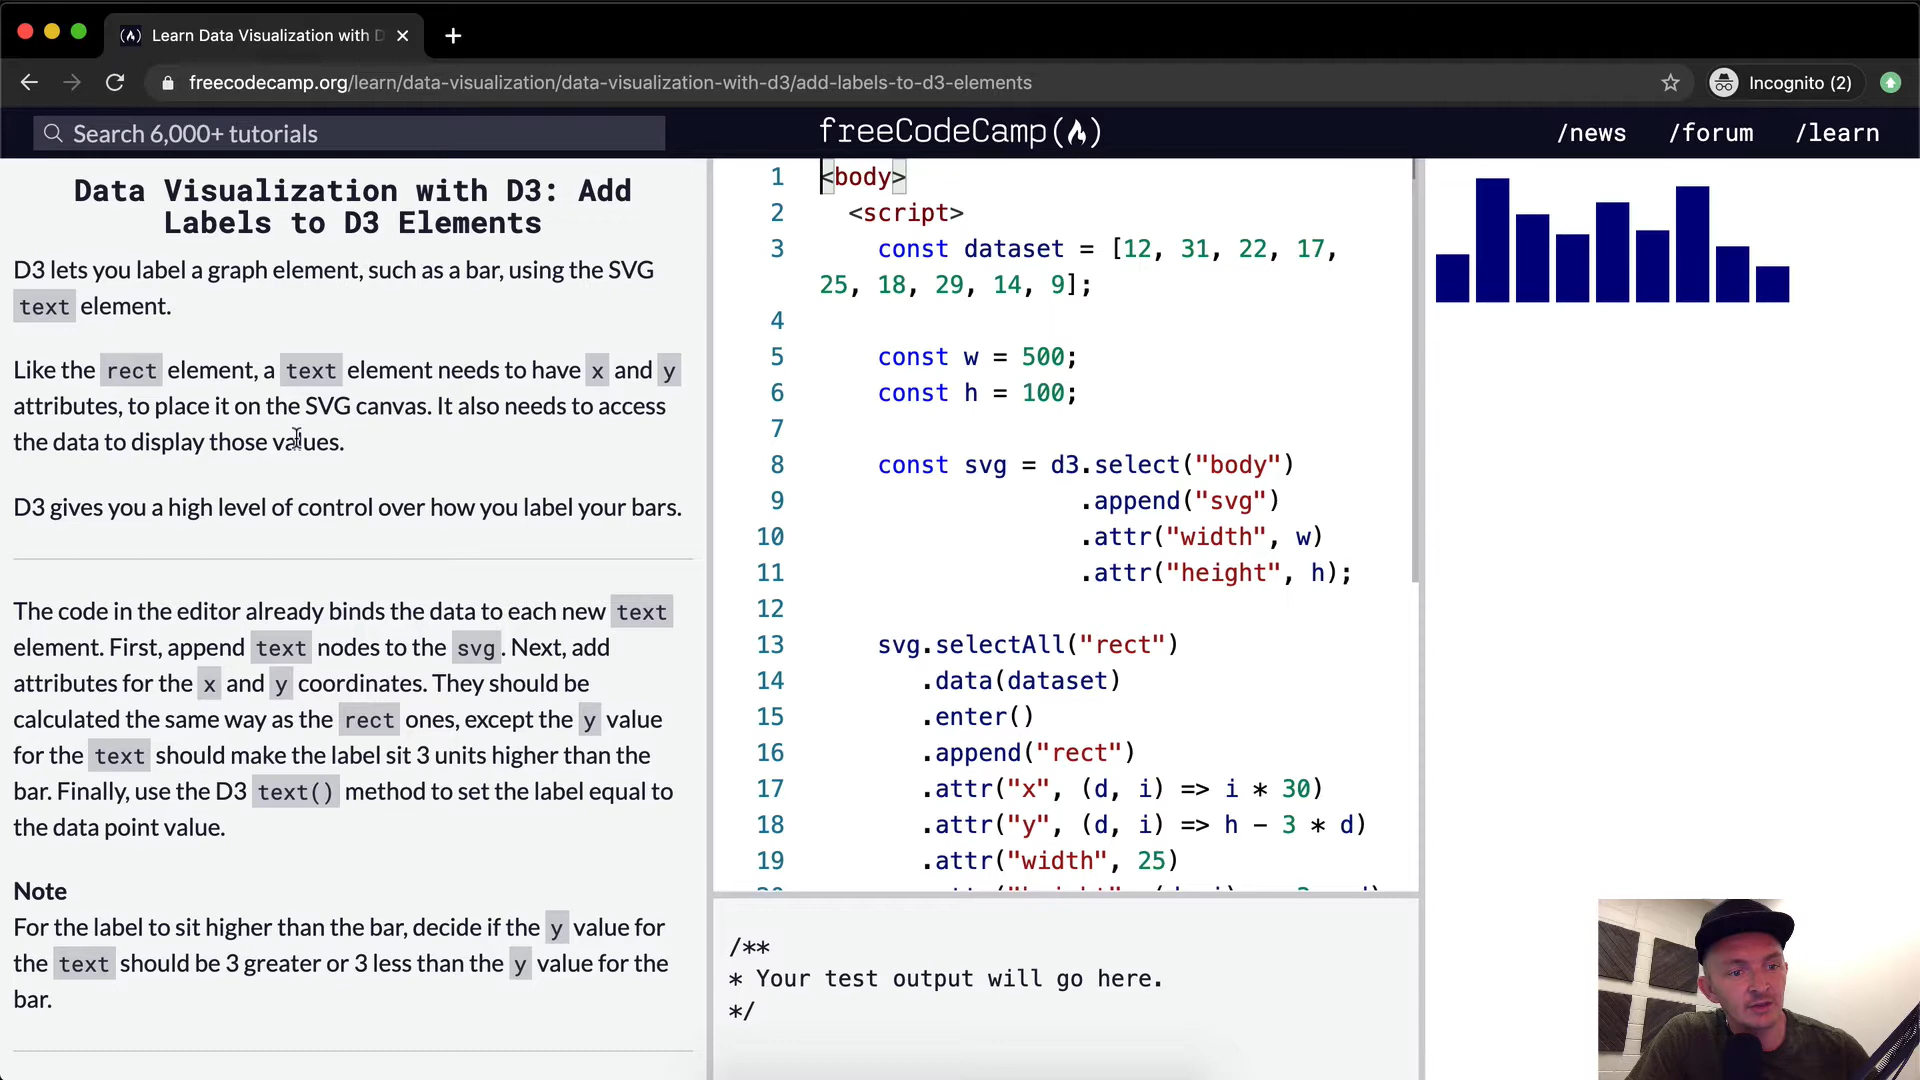 Learn Data Visualization with D
freecodecamp.org/learn/data-visualization/data-visualization-with-d3/add-labels-to-d3-elements
Incognito (2)
Search 6,000+ tutorials
freeCodeCamp
/news /forum /learn
Data Visualization with D3: Add
Labels to D3 Elements
D3 lets you label a graph element, such as a bar, using the SVG
text element.
Like the rect element, a text element needs to have x and y
attributes, to place it on the SVG canvas. It also needs to access
the data to display those values.
D3 gives you a high level of control over how you label your bars.
The code in the editor already binds the data to each new text
element. First, append text nodes to the svg. Next, add
attributes for the x and y coordinates. They should be
calculated the same way as the rect ones, except the y value
for the text should make the label sit 3 units higher than the
bar. Finally, use the D3 text() method to set the label equal to
the data point value.
Note
For the label to sit higher than the bar, decide if the y value for
the text should be 3 greater or 3 less than the y value for the
bar.
1 <body>
2 <script>
3 const dataset = [12, 31, 22, 17,
25, 18, 29, 14, 9];
4
5 const w = 500;
6 const h = 100;
7
8 const svg = d3.select("body")
9 .append("svg")
10 .attr("width", w)
11 .attr("height", h);
12
13 svg.selectAll("rect")
14 .data(dataset)
15 .enter()
16 .append("rect")
17 .attr("x", (d, i) => i * 30)
18 .attr("y", (d, i) => h - 3 * d)
19 .attr("width", 25)
/**
* Your test output will go here.
*/